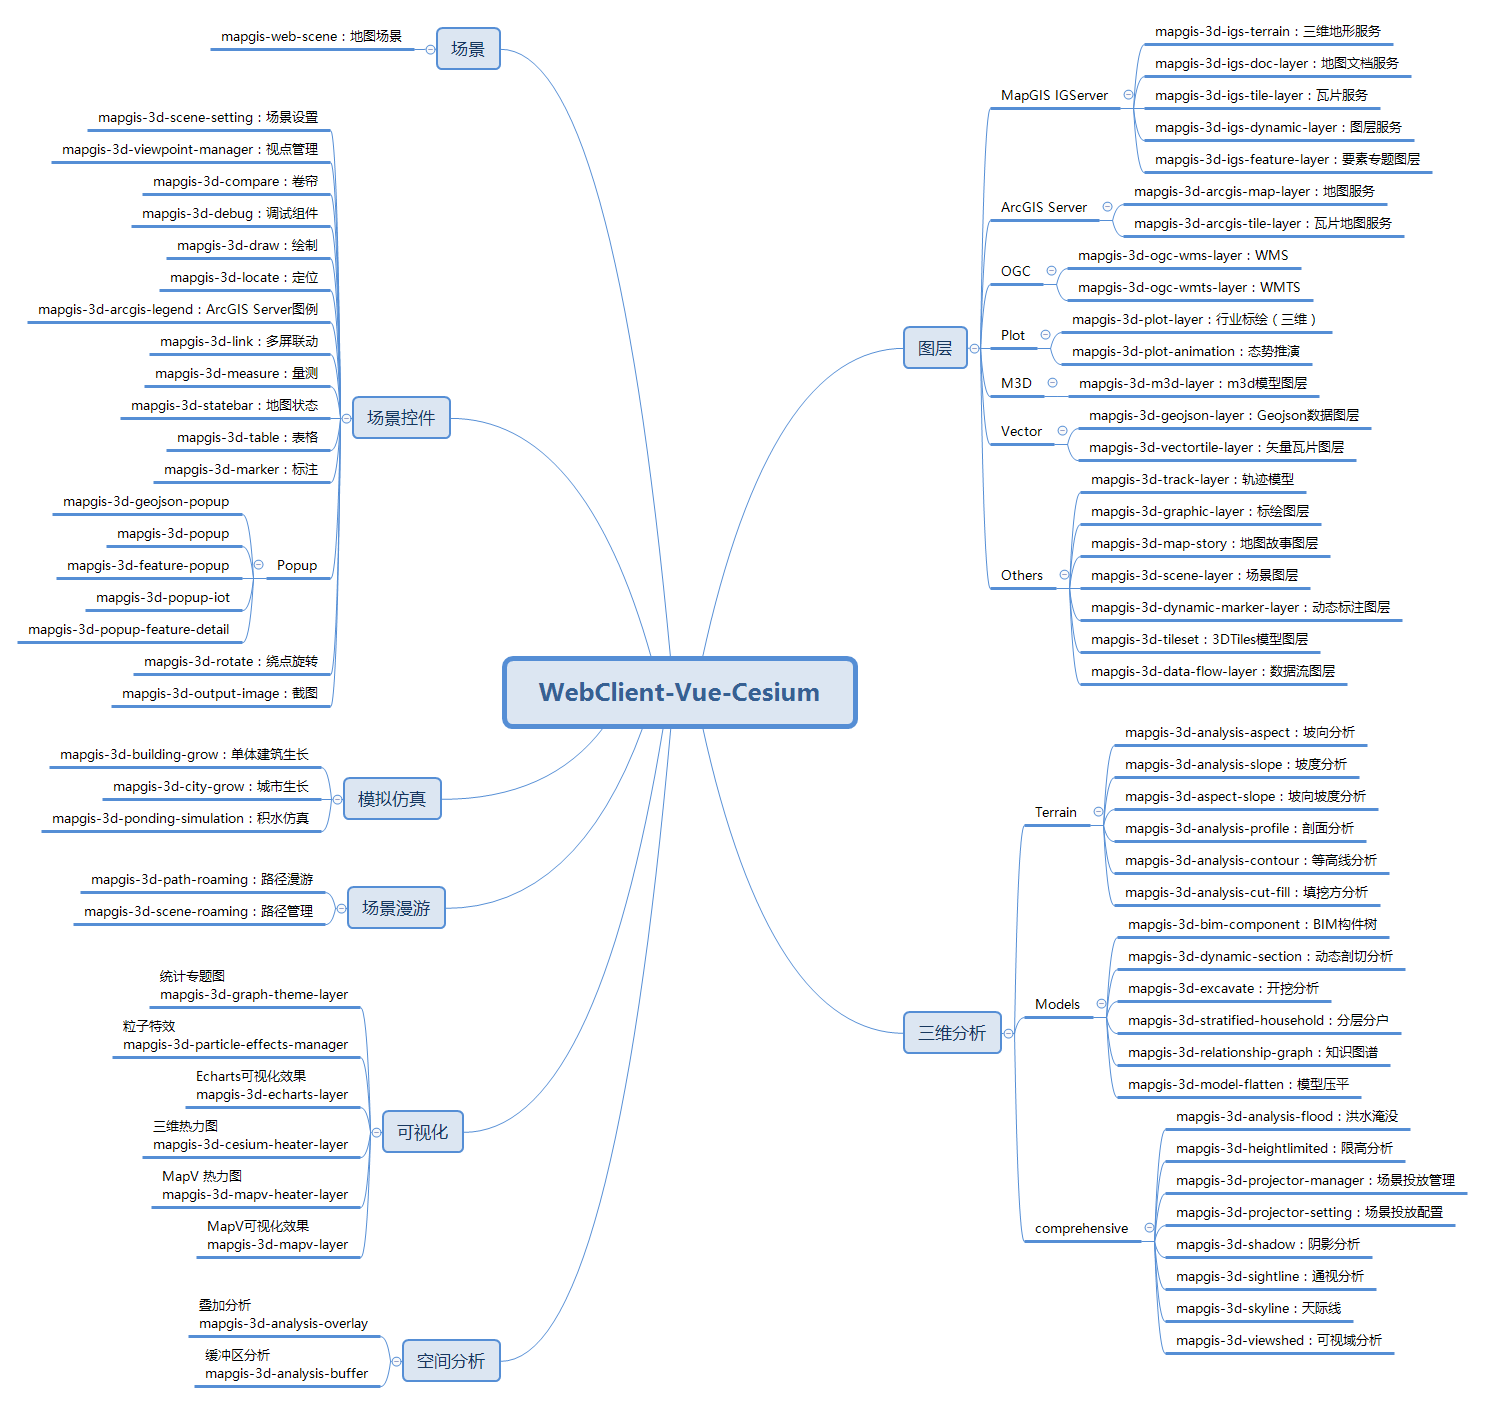 WebClient-Vue-Cesium
场景
mapgis-web-scene：地图场景
场景控件
mapgis-3d-scene-setting：场景设置
mapgis-3d-viewpoint-manager：视点管理
mapgis-3d-compare：卷帘
mapgis-3d-debug：调试组件
mapgis-3d-draw：绘制
mapgis-3d-locate：定位
mapgis-3d-arcgis-legend：ArcGIS Server图例
mapgis-3d-link：多屏联动
mapgis-3d-measure：量测
mapgis-3d-statebar：地图状态
mapgis-3d-table：表格
mapgis-3d-marker：标注
Popup
mapgis-3d-geojson-popup
mapgis-3d-popup
mapgis-3d-feature-popup
mapgis-3d-popup-iot
mapgis-3d-popup-feature-detail
mapgis-3d-rotate：绕点旋转
mapgis-3d-output-image：截图
模拟仿真
mapgis-3d-building-grow：单体建筑生长
mapgis-3d-city-grow：城市生长
mapgis-3d-ponding-simulation：积水仿真
场景漫游
mapgis-3d-path-roaming：路径漫游
mapgis-3d-scene-roaming：路径管理
可视化
统计专题图
mapgis-3d-graph-theme-layer
粒子特效
mapgis-3d-particle-effects-manager
Echarts可视化效果
mapgis-3d-echarts-layer
三维热力图
mapgis-3d-cesium-heater-layer
MapV 热力图
mapgis-3d-mapv-heater-layer
MapV可视化效果
mapgis-3d-mapv-layer
空间分析
叠加分析
mapgis-3d-analysis-overlay
缓冲区分析
mapgis-3d-analysis-buffer
图层
MapGIS IGServer
mapgis-3d-igs-terrain：三维地形服务
mapgis-3d-igs-doc-layer：地图文档服务
mapgis-3d-igs-tile-layer：瓦片服务
mapgis-3d-igs-dynamic-layer：图层服务
mapgis-3d-igs-feature-layer：要素专题图层
ArcGIS Server
mapgis-3d-arcgis-map-layer：地图服务
mapgis-3d-arcgis-tile-layer：瓦片地图服务
OGC
mapgis-3d-ogc-wms-layer：WMS
mapgis-3d-ogc-wmts-layer：WMTS
Plot
mapgis-3d-plot-layer：行业标绘（三维）
mapgis-3d-plot-animation：态势推演
M3D
mapgis-3d-m3d-layer：m3d模型图层
Vector
mapgis-3d-geojson-layer：Geojson数据图层
mapgis-3d-vectortile-layer：矢量瓦片图层
Others
mapgis-3d-track-layer：轨迹模型
mapgis-3d-graphic-layer：标绘图层
mapgis-3d-map-story：地图故事图层
mapgis-3d-scene-layer：场景图层
mapgis-3d-dynamic-marker-layer：动态标注图层
mapgis-3d-tileset：3DTiles模型图层
mapgis-3d-data-flow-layer：数据流图层
三维分析
Terrain
mapgis-3d-analysis-aspect：坡向分析
mapgis-3d-analysis-slope：坡度分析
mapgis-3d-aspect-slope：坡向坡度分析
mapgis-3d-analysis-profile：剖面分析
mapgis-3d-analysis-contour：等高线分析
mapgis-3d-analysis-cut-fill：填挖方分析
Models
mapgis-3d-bim-component：BIM构件树
mapgis-3d-dynamic-section：动态剖切分析
mapgis-3d-excavate：开挖分析
mapgis-3d-stratified-household：分层分户
mapgis-3d-relationship-graph：知识图谱
mapgis-3d-model-flatten：模型压平
comprehensive
mapgis-3d-analysis-flood：洪水淹没
mapgis-3d-heightlimited：限高分析
mapgis-3d-projector-manager：场景投放管理
mapgis-3d-projector-setting：场景投放配置
mapgis-3d-shadow：阴影分析
mapgis-3d-sightline：通视分析
mapgis-3d-skyline：天际线
mapgis-3d-viewshed：可视域分析